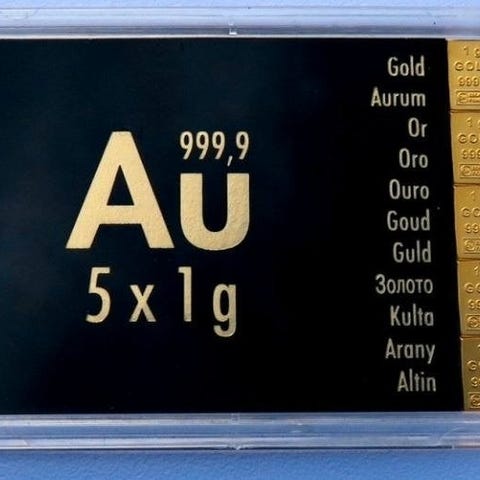 999,9
Au
5 x 1g
Gold
Aurum
Or
Oro
Ouro
Goud
Guld
Золото
Kulta
Arany
Altin